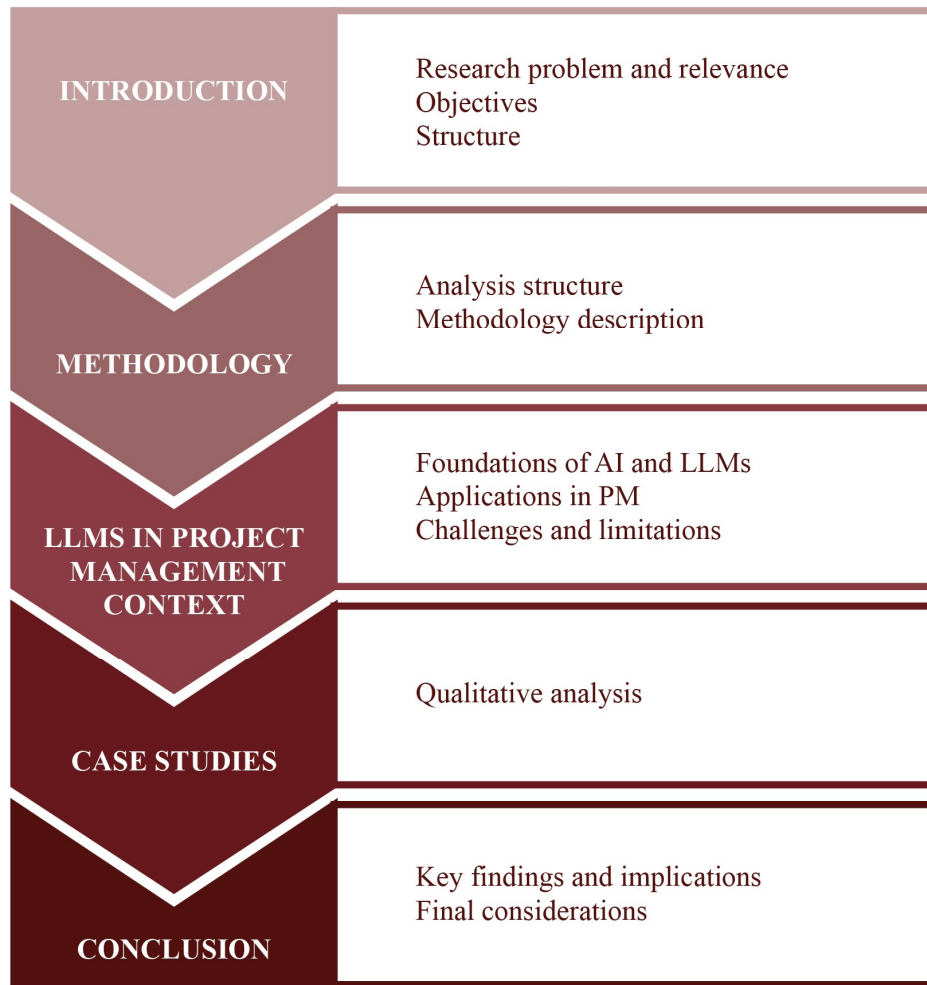 INTRODUCTION
Research problem and relevance
Objectives
Structure
METHODOLOGY
Analysis structure
Methodology description
LLMS IN PROJECT
MANAGEMENT
CONTEXT
Foundations of AI and LLMs
Applications in PM
Challenges and limitations
CASE STUDIES
Qualitative analysis
CONCLUSION
Key findings and implications
Final considerations